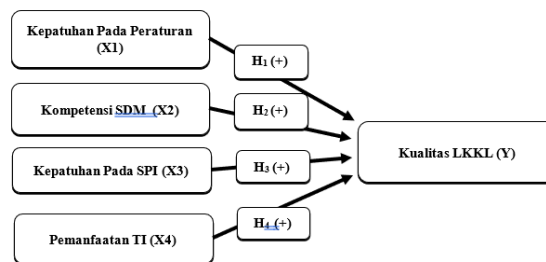 Kepatuhan Pada Peraturan
(X1)
H1 (+)
Kompetensi SDM (X2)
H2 (+)
Kualitas LKKL (Y)
Kepatuhan Pada SPI (X3)
H3 (+)
H4 (+)
Pemanfaatan TI (X4)